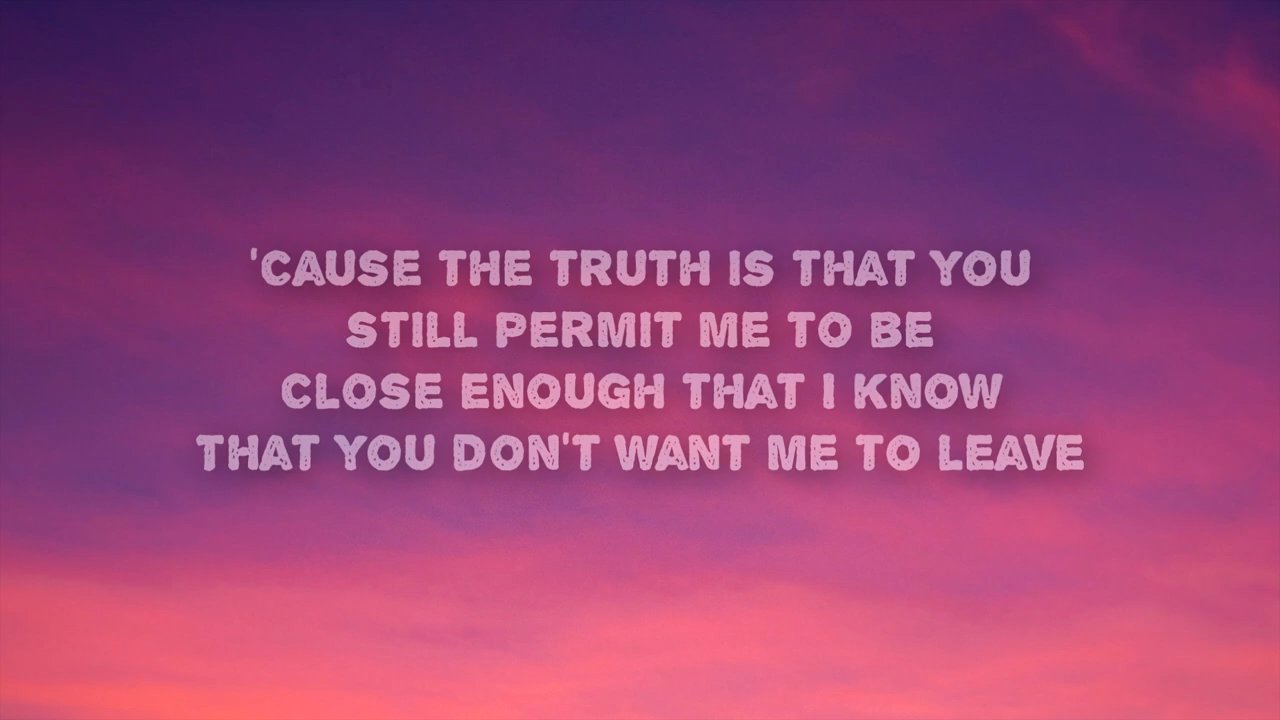 'CAUSE THE TRUTH IS THAT YOU
STILL PERMIT ME TO BE
CLOSE ENOUGH THAT I KNOW
THAT YOU DON'T WANT ME TO LEAVE